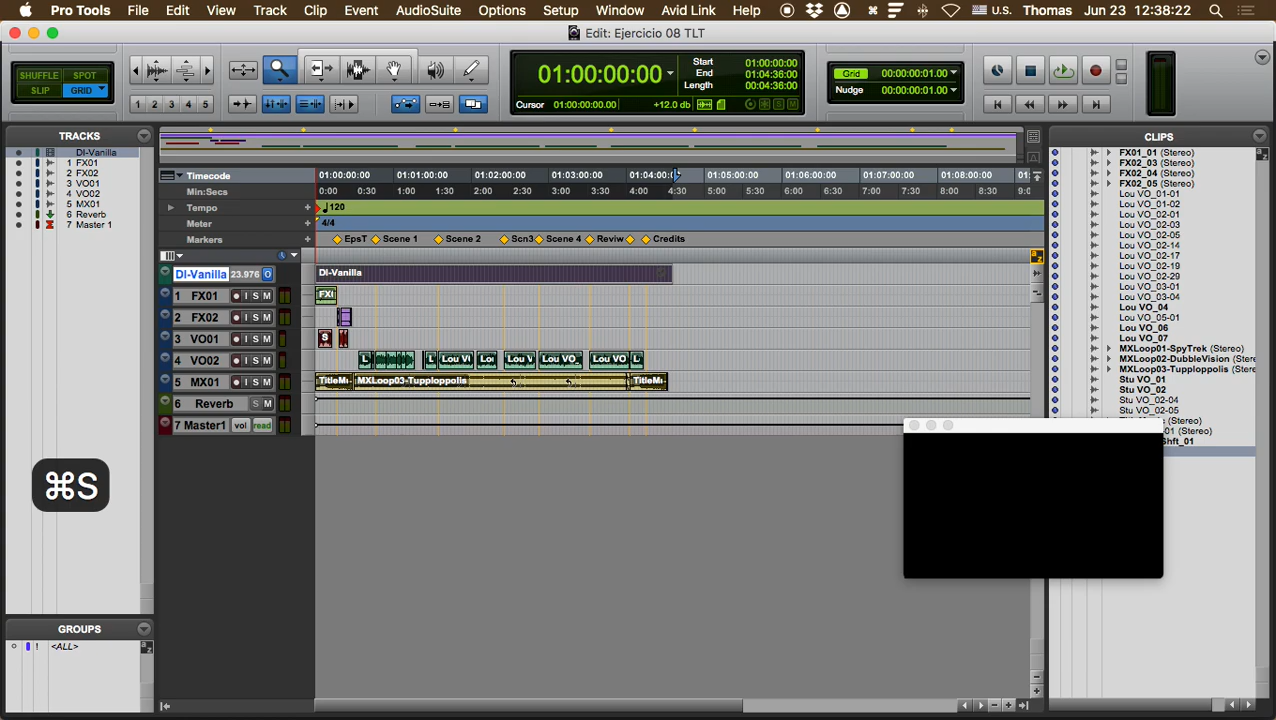 Pro Tools File Edit View Track Clip Event AudioSuite Options Setup Window Avid Link Help U.S. Thomas Jun 23 12:38:22
Edit: Ejercicio 08 TLT
SHUFFLE SPOT
SLIP GRID
1 2 3 4 5
01:00:00:00
Start 01:00:00:00
End 01:04:36:00
Length 00:04:36:00
Cursor 01:00:00:00.00 +12.0 db
Grid 00:00:00:01.00
Nudge 00:00:00:01.00
TRACKS
DI-Vanilla
1 FX01
2 FX02
3 VO01
4 VO02
5 MX01
6 Reverb
7 Master 1
GROUPS
! <ALL>
Timecode 01:00:00:00 01:01:00:00 01:02:00:00 01:03:00:00 01:04:00:0 01:05:00:00 01:06:00:00 01:07:00:00 01:08:00:00 01:
Min:Secs 0:00 0:30 1:00 1:30 2:00 2:30 3:00 3:30 4:00 4:30 5:00 5:30 6:00 6:30 7:00 7:30 8:00 8:30 9:00
Tempo 120
Meter 4/4
Markers EpsT Scene 1 Scene 2 Scn3 Scene 4 Reviw Credits
DI-Vanilla 23.976 O DI-Vanilla
1 FX01 I S M FX
2 FX02 I S M
3 VO01 I S M S
4 VO02 I S M L L Lou V Lou Lou V Lou VO_ Lou VO L
5 MX01 I S M TitleM MXLoop03-Tupploppolis TitleM
6 Reverb S M
7 Master1 vol read
⌘S
CLIPS
FX01_01 (Stereo)
FX02_03 (Stereo)
FX02_04 (Stereo)
FX02_05 (Stereo)
Lou VO_01-01
Lou VO_01-02
Lou VO_02-01
Lou VO_02-03
Lou VO_02-05
Lou VO_02-14
Lou VO_02-17
Lou VO_02-19
Lou VO_02-29
Lou VO_03-01
Lou VO_03-04
Lou VO_04
Lou VO_05-01
Lou VO_06
Lou VO_07
MXLoop01-SpyTrek (Stereo)
MXLoop02-DubbleVision (Stereo)
MXLoop03-Tupploppolis (Stereo)
Stu VO_01
Stu VO_02
Stu VO_02-04
Stu VO_02-05
(Stereo)
-01 (Stereo)
Shft_01